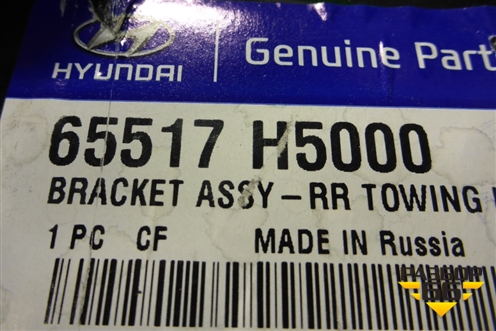 HYUNDAI
Genuine Part
65517 H5000
BRACKET ASSY-RR TOWING
1 PC CF MADE IN Russia